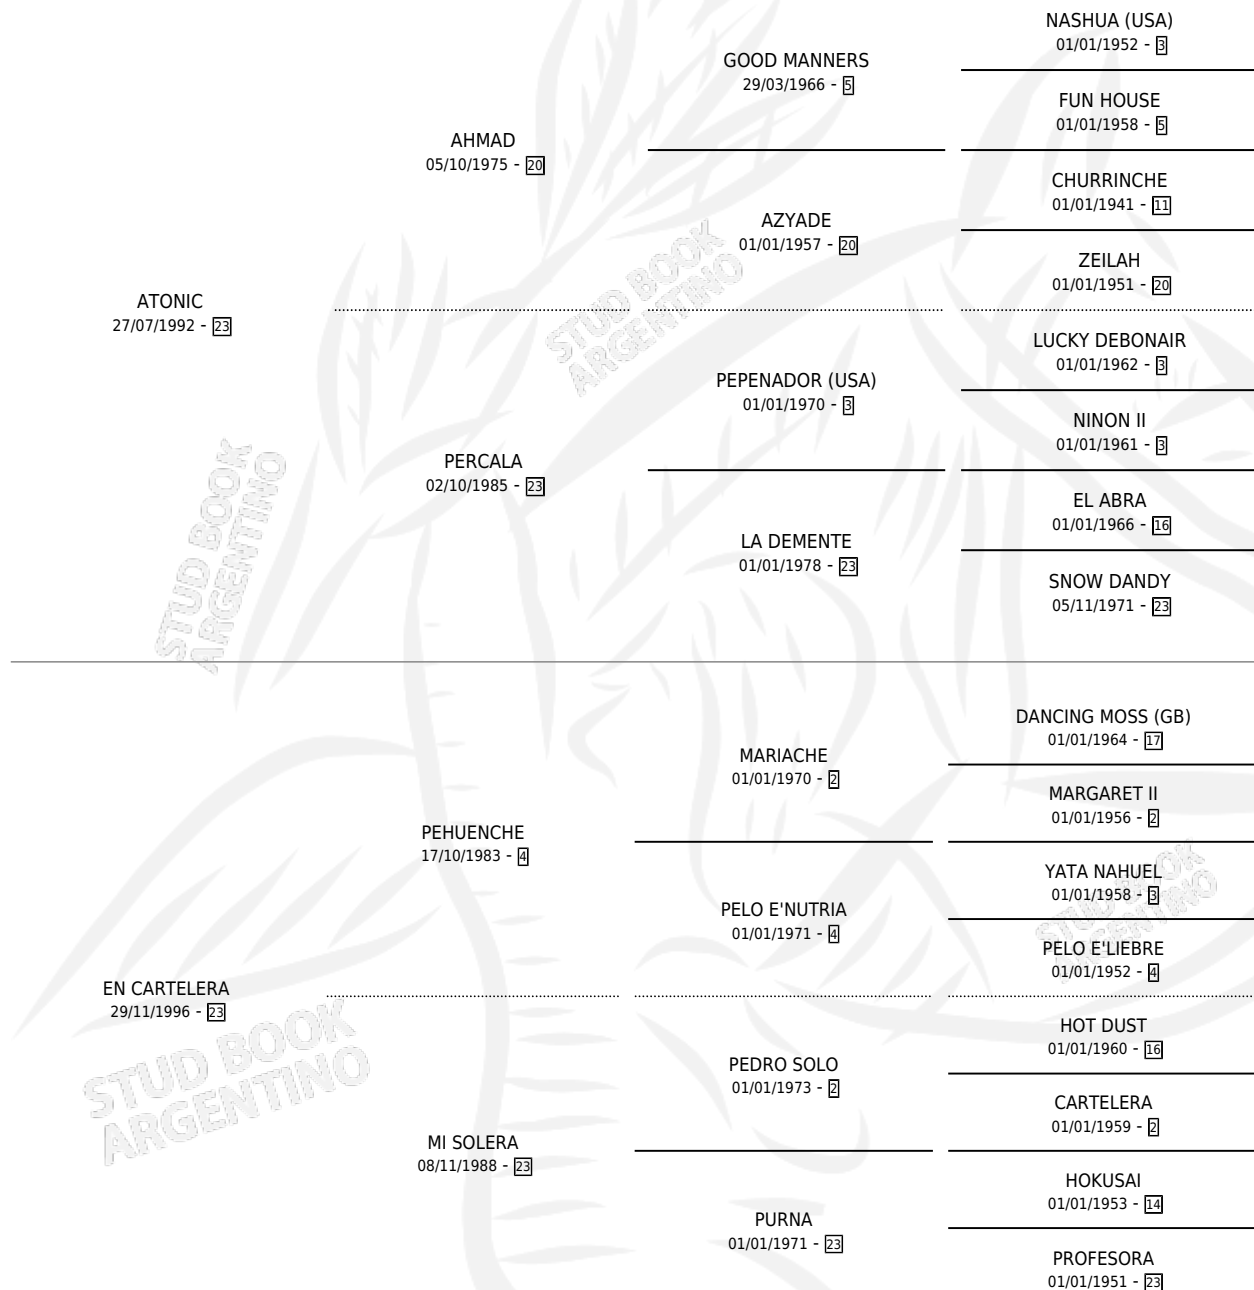 NASHUA (USA)
01/01/1952 - 3
GOOD MANNERS
29/03/1966 - 5
FUN HOUSE
01/01/1958 - 5
AHMAD
05/10/1975 - 20
CHURRINCHE
01/01/1941 - 11
AZYADE
01/01/1957 - 20
ZEILAH
01/01/1951 - 20
ATONIC
27/07/1992 - 23
LUCKY DEBONAIR
01/01/1962 - 3
PEPENADOR (USA)
01/01/1970 - 3
NINON II
01/01/1961 - 3
PERCALA
02/10/1985 - 23
EL ABRA
01/01/1966 - 16
LA DEMENTE
01/01/1978 - 23
SNOW DANDY
05/11/1971 - 23
DANCING MOSS (GB)
01/01/1964 - 17
MARIACHE
01/01/1970 - 2
MARGARET II
01/01/1956 - 2
PEHUENCHE
17/10/1983 - 4
YATA NAHUEL
01/01/1958 - 3
PELO E'NUTRIA
01/01/1971 - 4
PELO E'LIEBRE
01/01/1952 - 4
EN CARTELERA
29/11/1996 - 23
HOT DUST
01/01/1960 - 16
PEDRO SOLO
01/01/1973 - 2
CARTELERA
01/01/1959 - 2
MI SOLERA
08/11/1988 - 23
HOKUSAI
01/01/1953 - 14
PURNA
01/01/1971 - 23
PROFESORA
01/01/1951 - 23
STUD BOOK
ARGENTINO
STUD BOOK
ARGENTINO
STUD BOOK
ARGENTINO
STUD BOOK
ARGENTINO